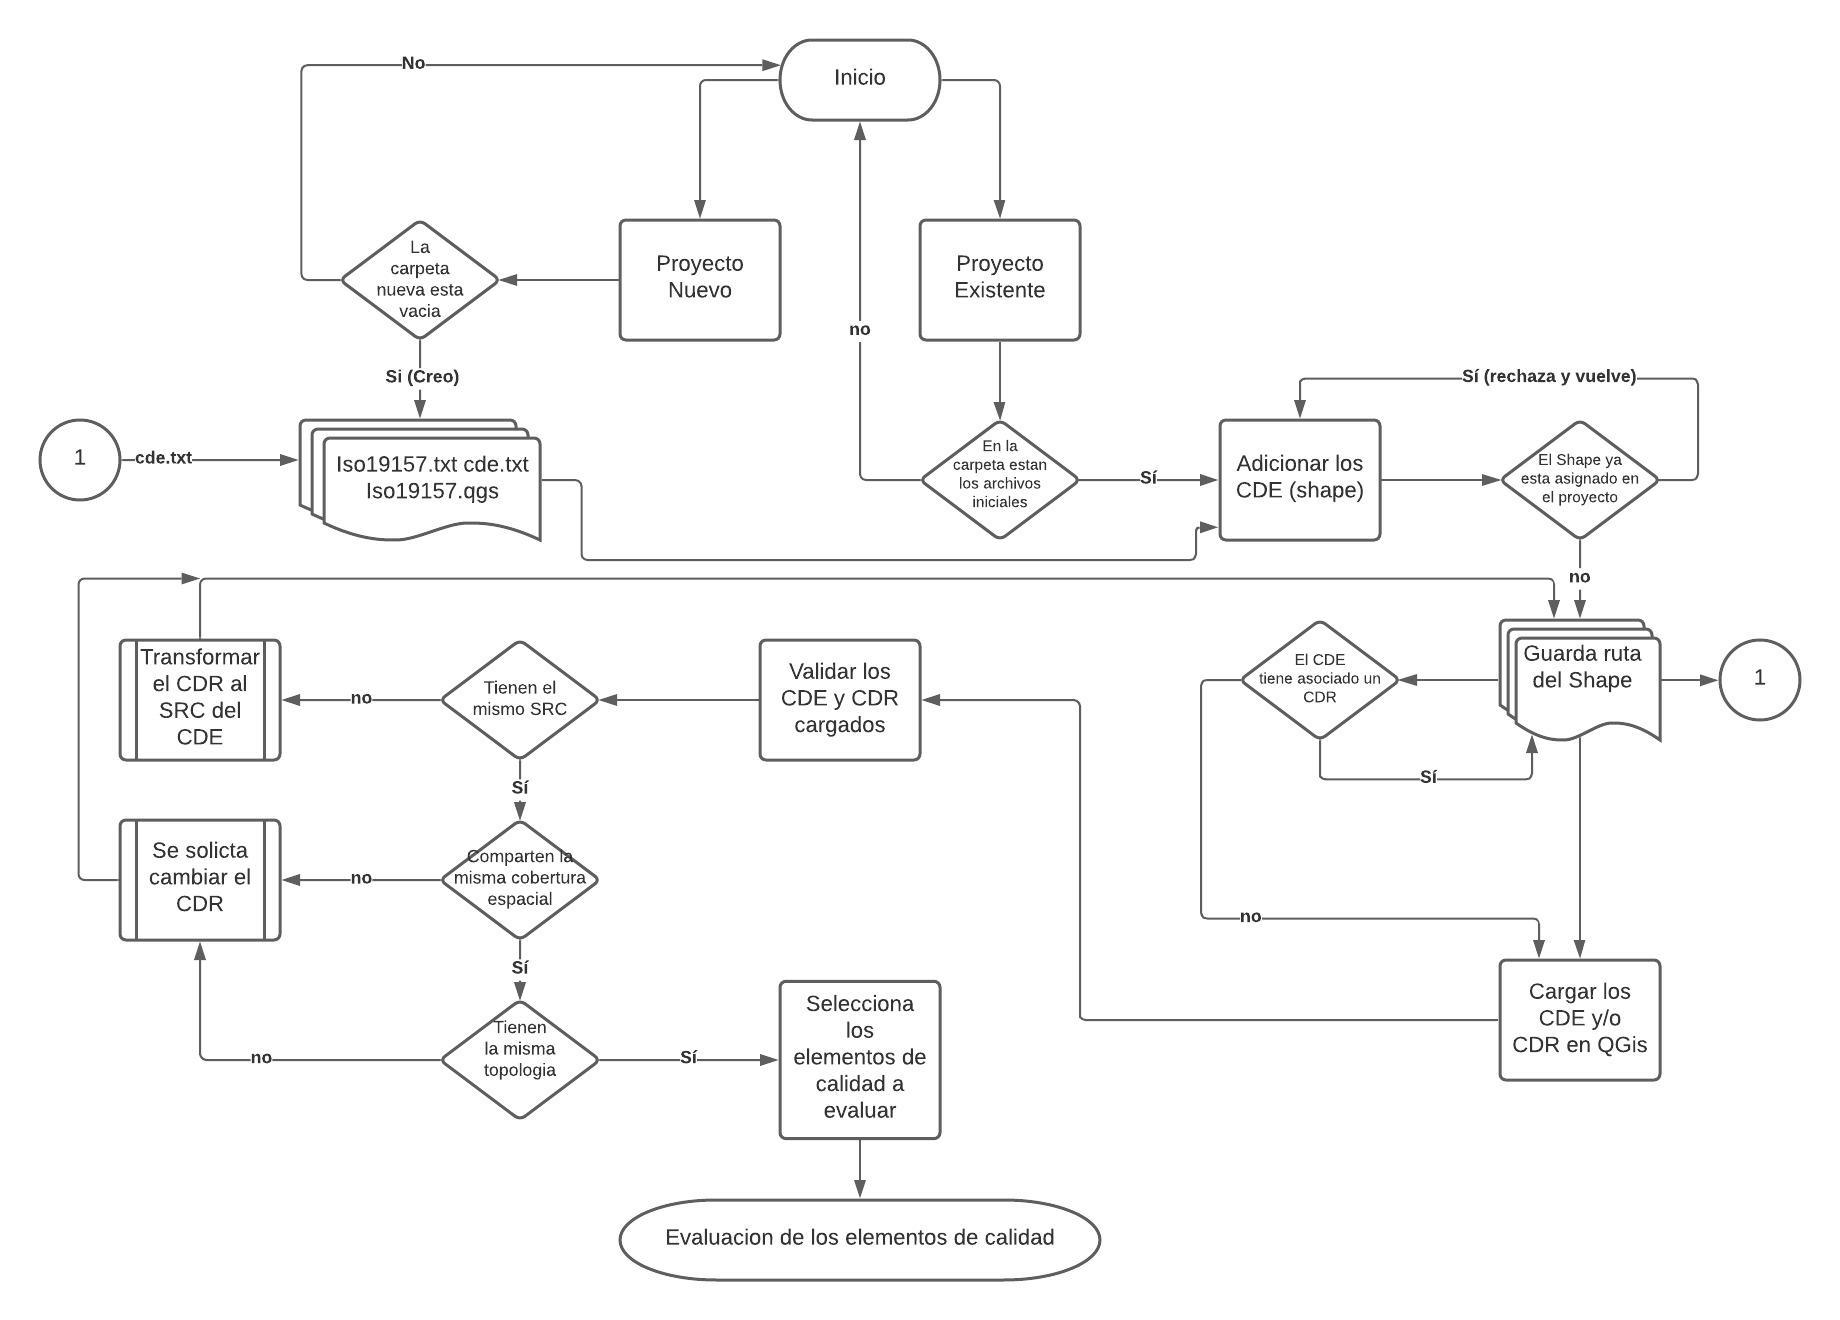 No
Inicio
La
carpeta
nueva esta
vacia
Proyecto
Nuevo
Proyecto
Existente
no
Si (Creo)
Sí (rechaza y vuelve)
1
cde.txt
Iso19157.txt cde.txt
Iso19157.qgs
En la
carpeta estan
los archivos
iniciales
Sí
Adicionar los
CDE (shape)
El Shape ya
esta asignado en
el proyecto
no
Transformar
el CDR al
SRC del
CDE
no
Tienen el
mismo SRC
Validar los
CDE y CDR
cargados
El CDE
tiene asociado un
CDR
Guarda ruta
del Shape
1
Sí
Sí
Se solicta
cambiar el
CDR
no
Comparten la
misma cobertura
espacial
no
Sí
no
Tienen
la misma
topologia
Sí
Selecciona
los
elementos de
calidad a
evaluar
Cargar los
CDE y/o
CDR en QGis
Evaluacion de los elementos de calidad